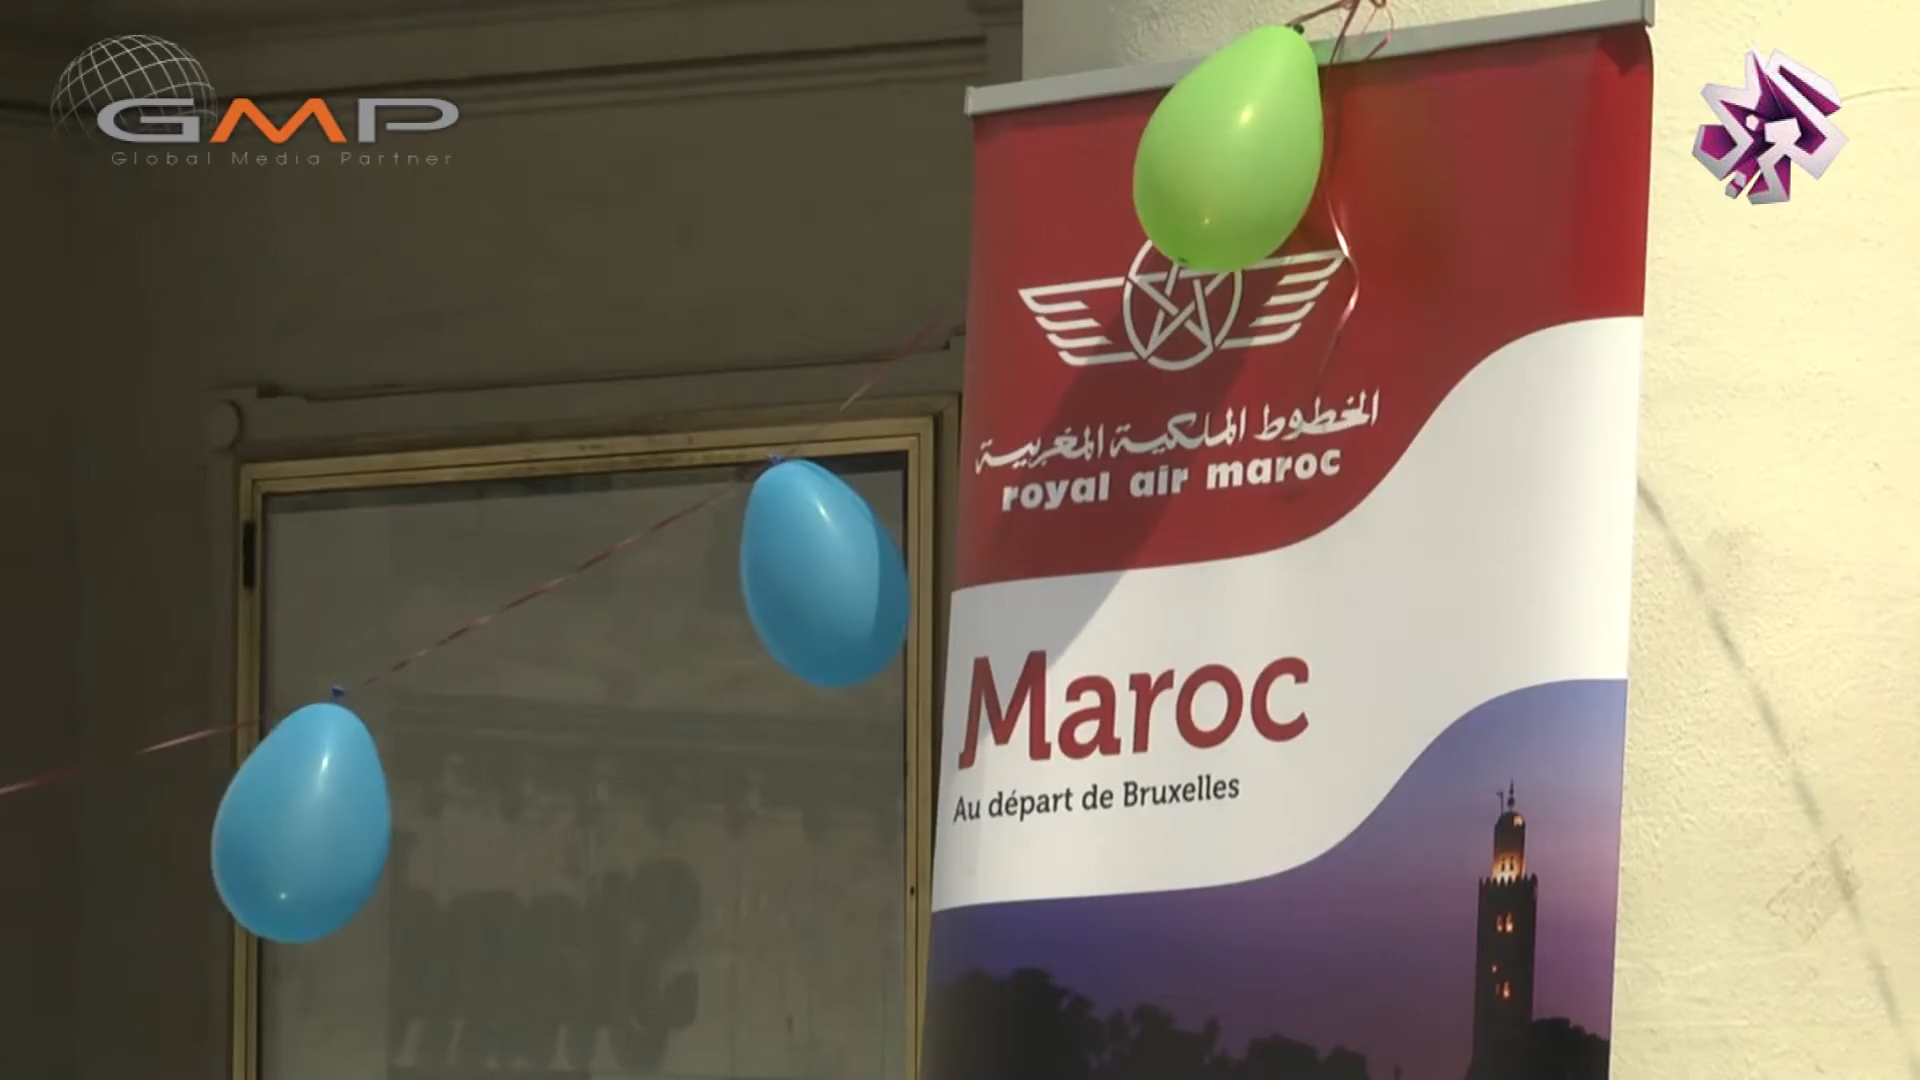 GMP
Global Media Partner
الخطوط الملكية المغربية
royal air maroc
Maroc
Au départ de Bruxelles